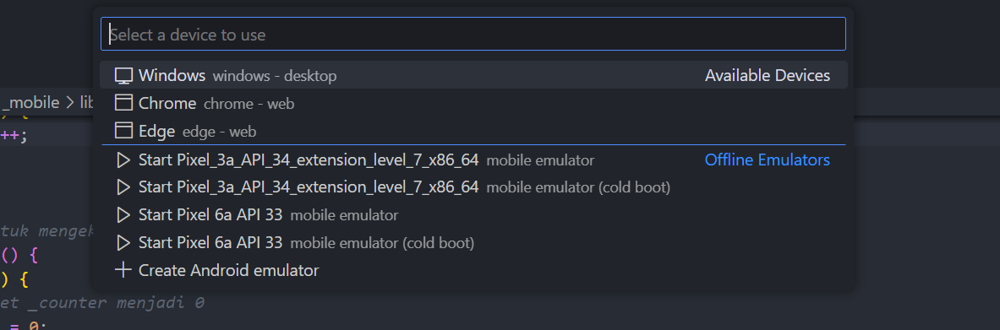 Select a device to use
Windows windows - desktop Available Devices
_mobile > lib Chrome chrome - web
Edge edge - web
++;
Start Pixel_3a_API_34_extension_level_7_x86_64 mobile emulator Offline Emulators
Start Pixel_3a_API_34_extension_level_7_x86_64 mobile emulator (cold boot)
Start Pixel 6a API 33 mobile emulator
tuk
Start Pixel 6a API 33 mobile emulator (cold boot)
() {
Create Android emulator
) {
et _counter menjadi 0
= 0;